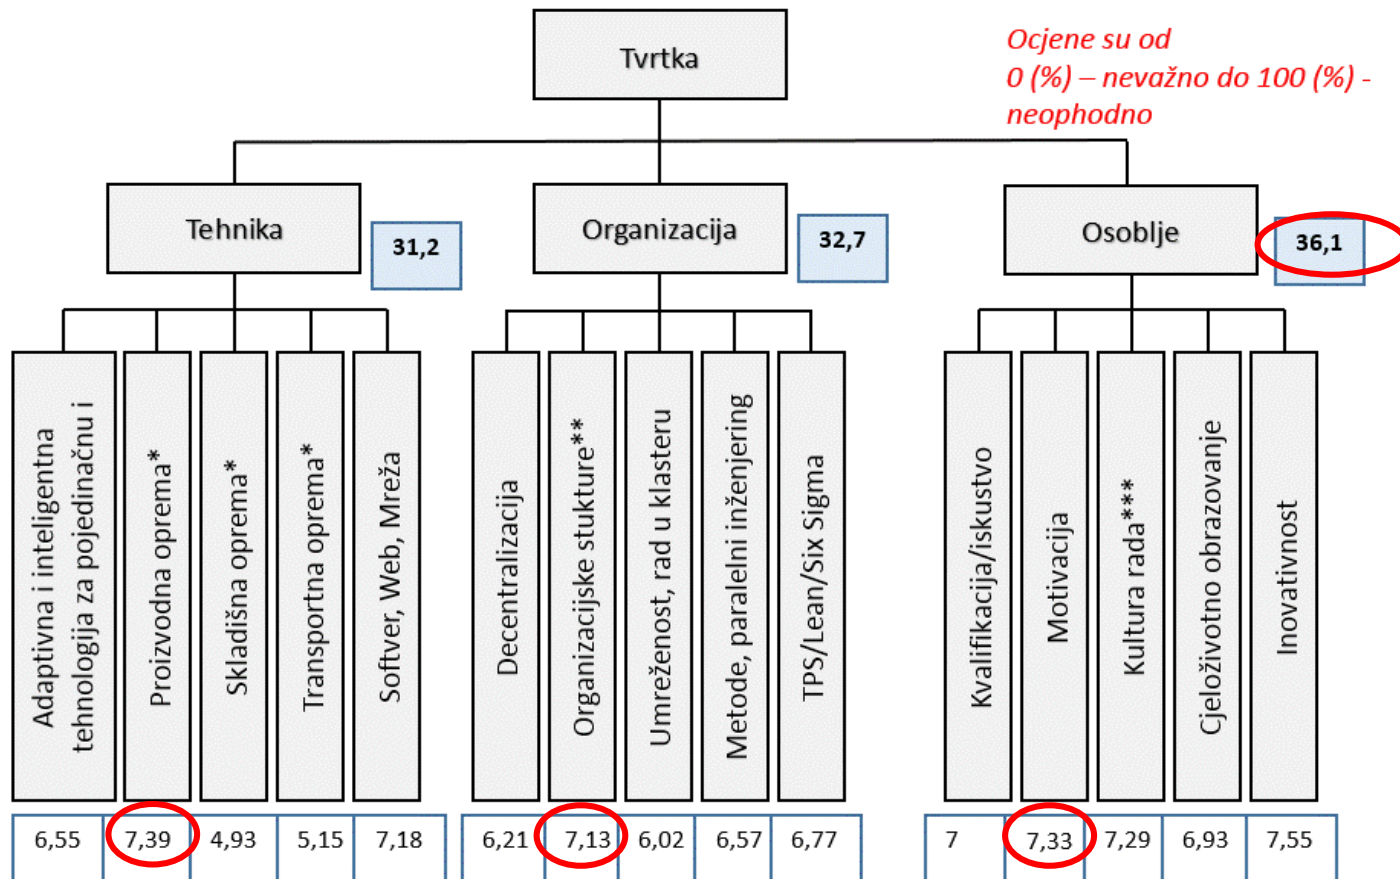 Tvrtka
Ocjene su od
0 (%) – nevažno do 100 (%) -
neophodno
Tehnika
31,2
Organizacija
32,7
Osoblje
36,1
Adaptivna i inteligentna
tehnologija za pojedinačnu i
Proizvodna oprema*
Skladišna oprema*
Transportna oprema*
Softver, Web, Mreža
Decentralizacija
Organizacijske stukture**
Umreženost, rad u klasteru
Metode, paralelni inženjering
TPS/Lean/Six Sigma
Kvalifikacija/iskustvo
Motivacija
Kultura rada***
Cjeloživotno obrazovanje
Inovativnost
6,55 7,39 4,93 5,15 7,18
6,21 7,13 6,02 6,57 6,77
7 7,33 7,29 6,93 7,55